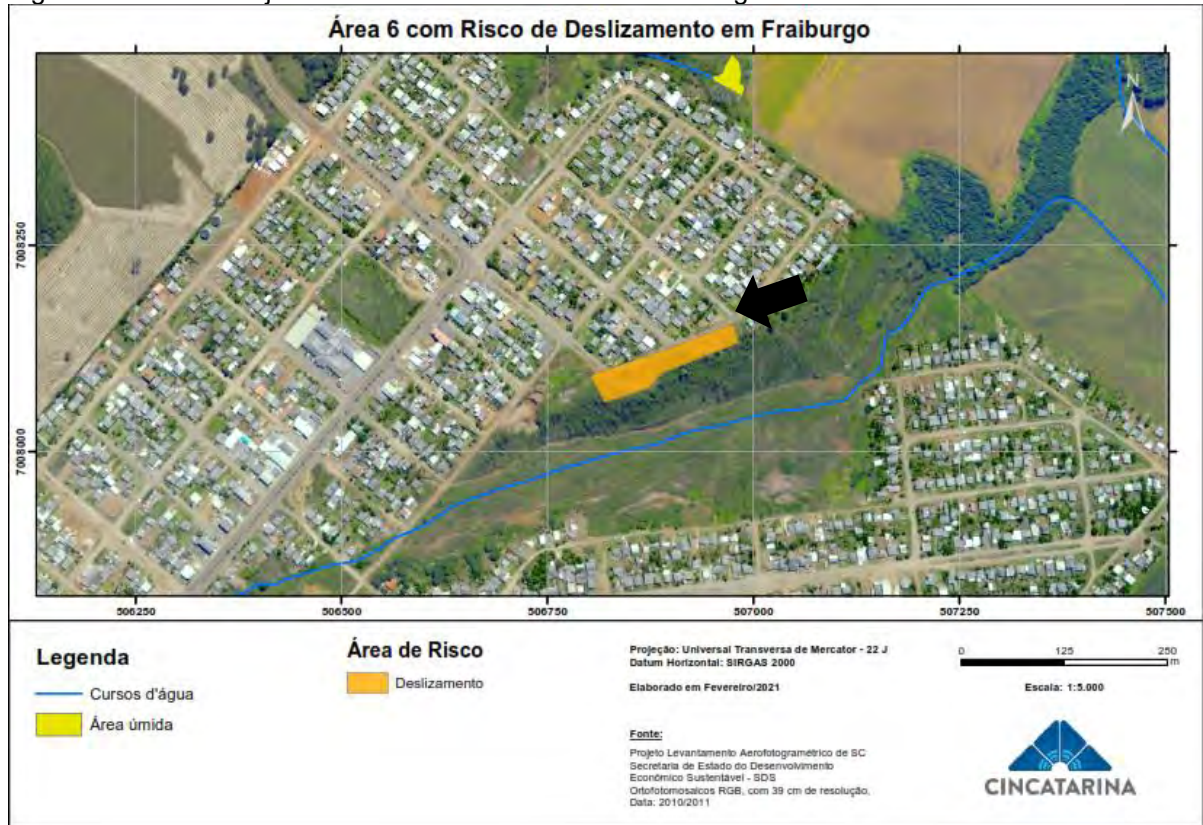 Área 6 com Risco de Deslizamento em Fraiburgo
N
7008250
7008000
506250
506500
506750
507000
507250
507500
Legenda
Cursos d'água
Área úmida
Área de Risco
Deslizamento
Projeção: Universal Transversa de Mercator - 22 J
Datum Horizontal: SIRGAS 2000
Elaborado em Fevereiro/2021
Fonte:
Projeto Levantamento Aerofotogramétrico de SC
Secretaria de Estado do Desenvolvimento
Econômico Sustentável - SDS
Ortofotomosaicos RGB, com 39 cm de resolução,
Data: 2010/2011
0 125 250
m
Escala: 1:5.000
CINCATARINA